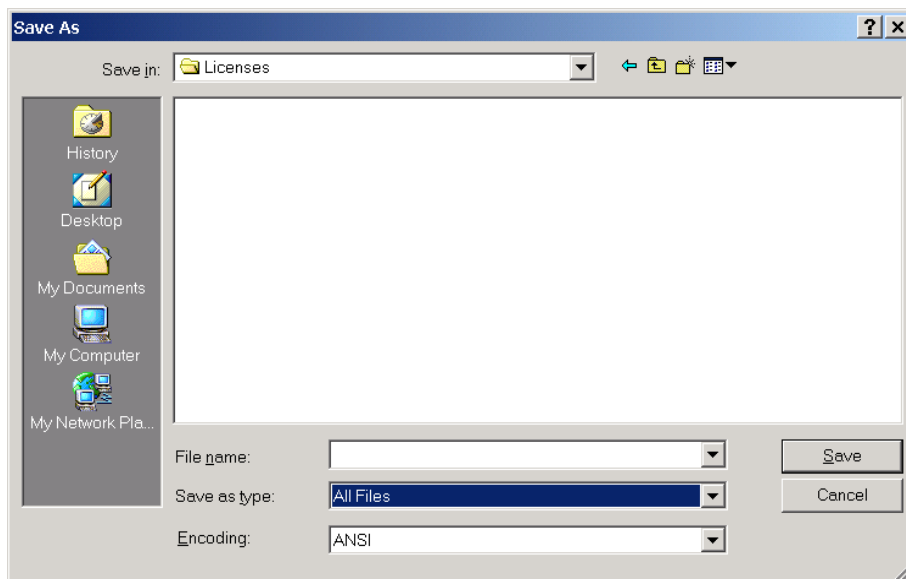 Save As
Save in: Licenses
History
Desktop
My Documents
My Computer
My Network Pla...
File name:
Save
Save as type: All Files
Cancel
Encoding: ANSI